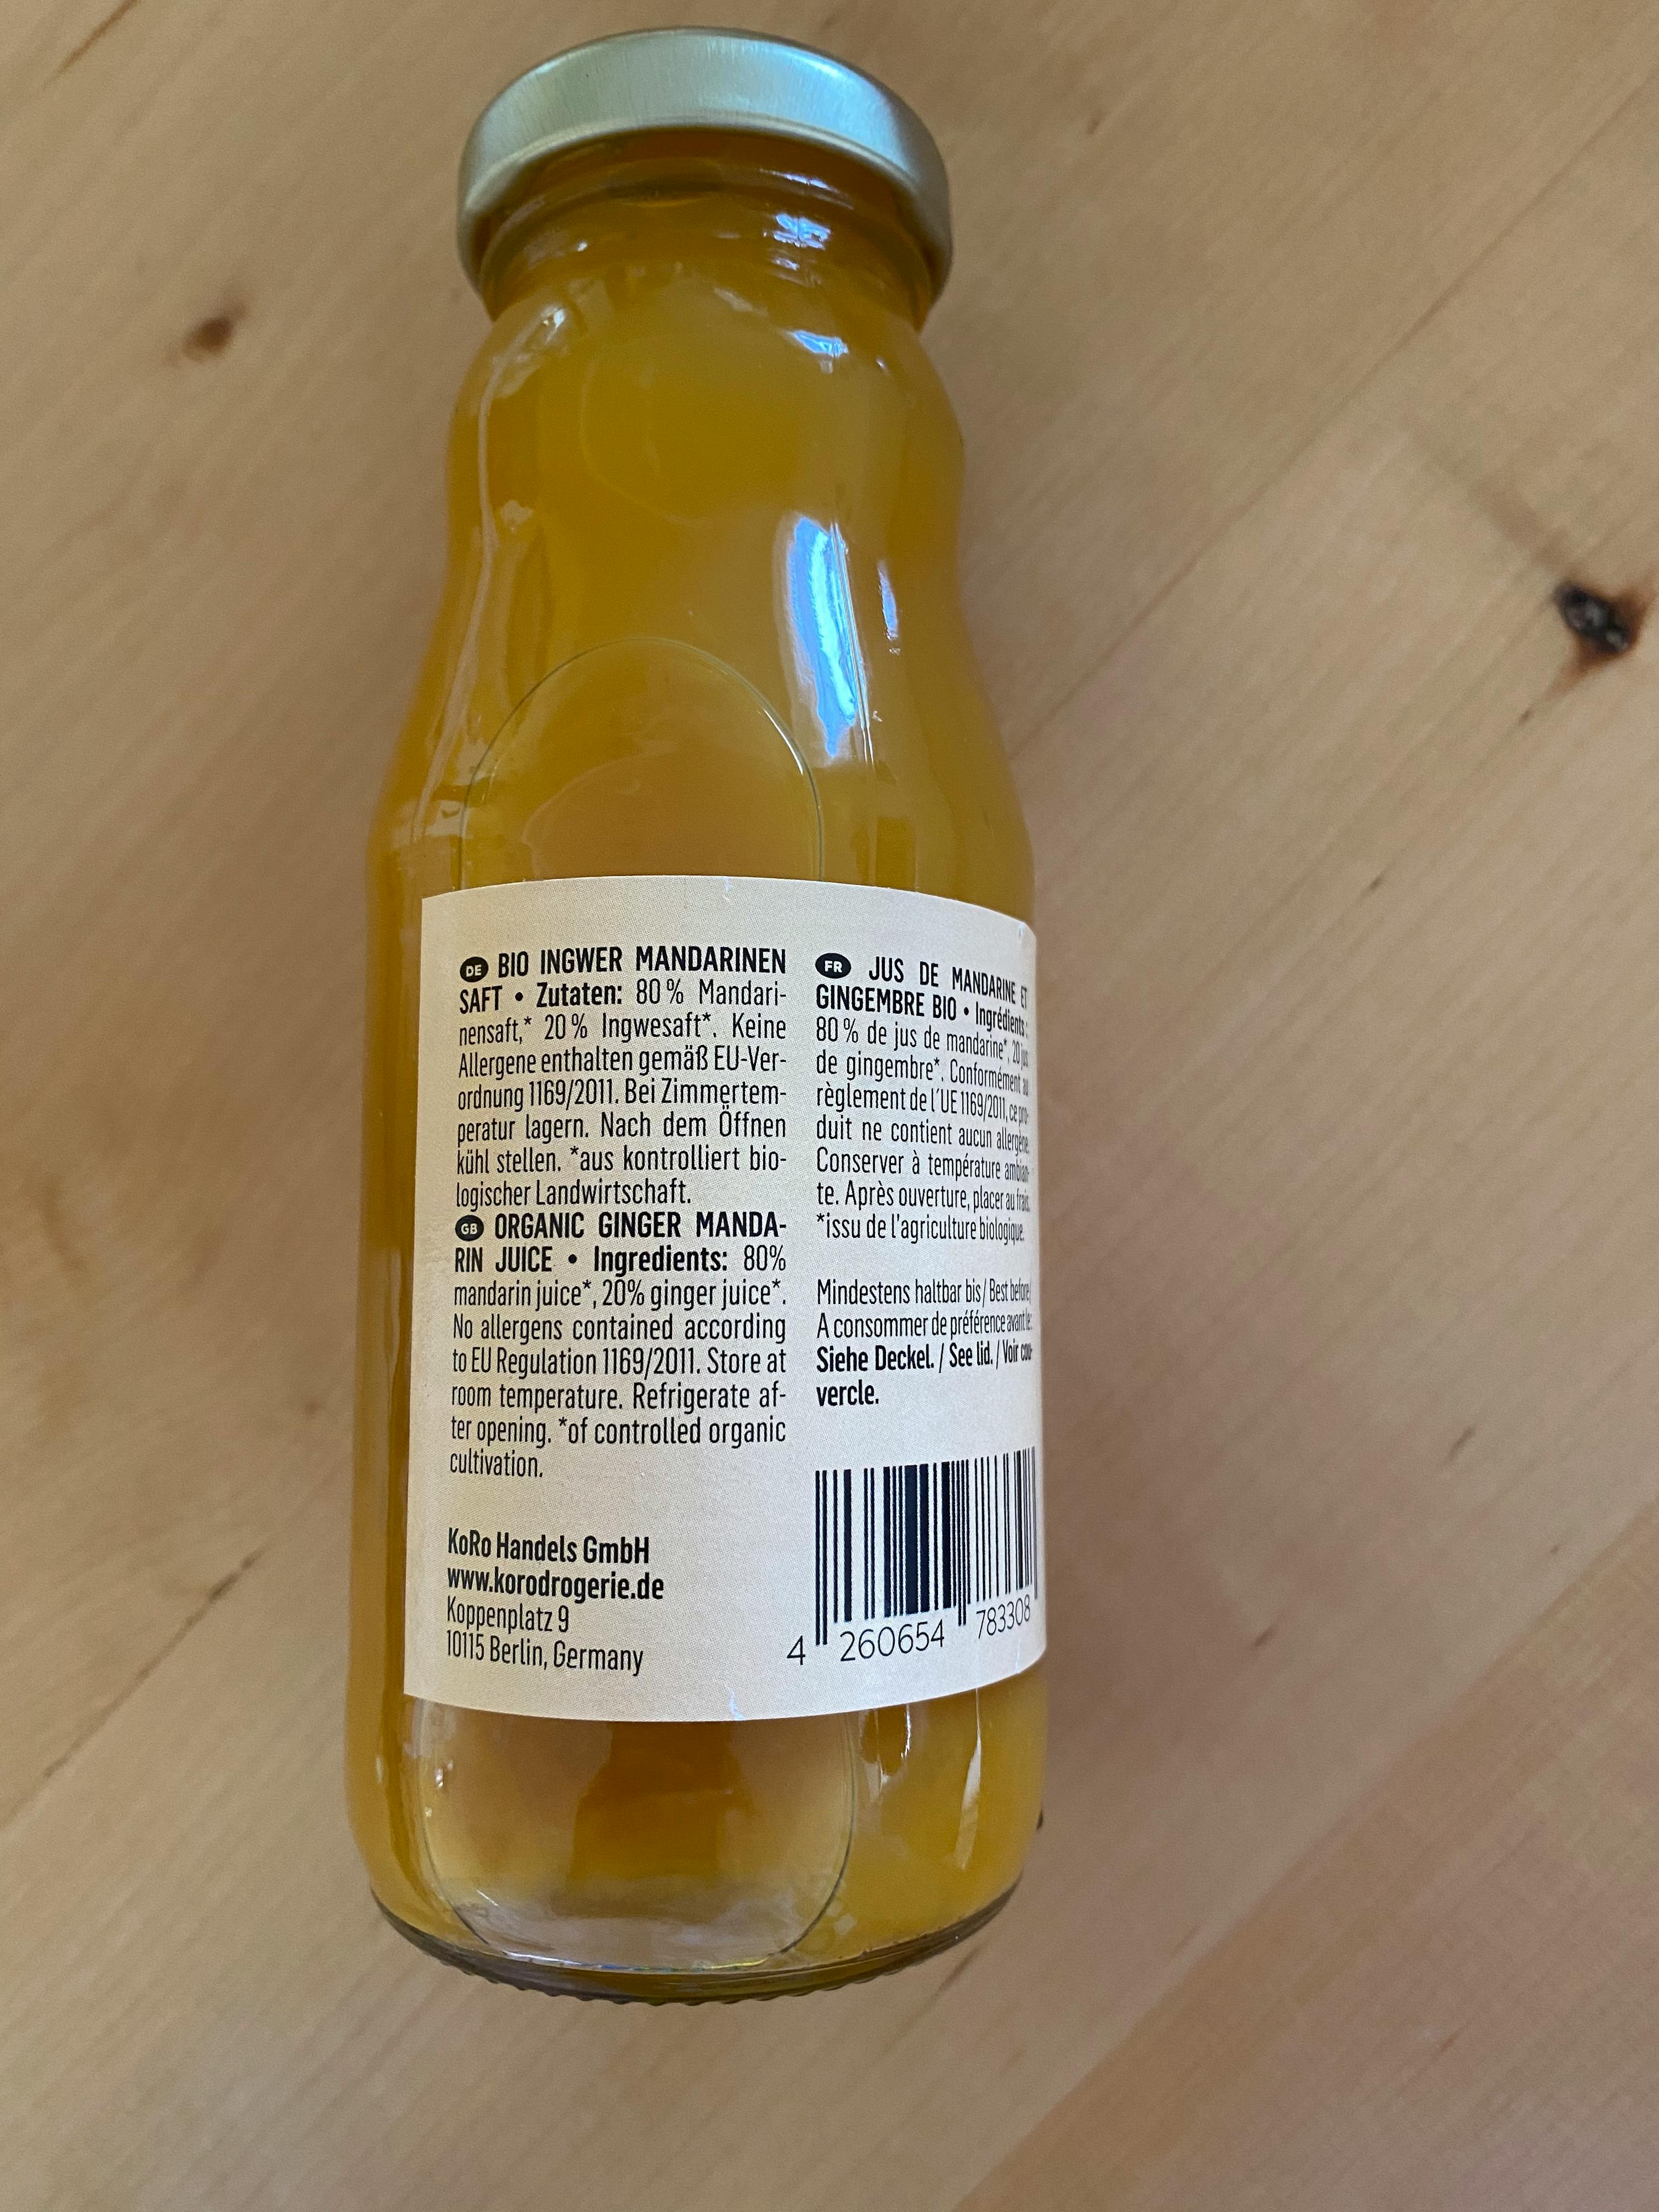 DE BIO INGWER MANDARINEN
SAFT • Zutaten: 80 % Mandari-
nensaft,* 20 % Ingwesaft*. Keine
Allergene enthalten gemäß EU-Ver-
ordnung 1169/2011. Bei Zimmertem-
peratur lagern. Nach dem Öffnen
kühl stellen. *aus kontrolliert bio-
logischer Landwirtschaft.
GB ORGANIC GINGER MANDA-
RIN JUICE • Ingredients: 80%
mandarin juice*, 20% ginger juice*.
No allergens contained according
to EU Regulation 1169/2011. Store at
room temperature. Refrigerate af-
ter opening. *of controlled organic
cultivation.
KoRo Handels GmbH
www.korodrogerie.de
Koppenplatz 9
10115 Berlin, Germany
FR JUS DE MANDARINE ET
GINGEMBRE BIO • Ingrédients :
80 % de jus de mandarine*, 20 jus
de gingembre*. Conformément au
règlement de l'UE 1169/2011, ce pro-
duit ne contient aucun allergène.
Conserver à température ambian-
te. Après ouverture, placer au frais.
*issu de l'agriculture biologique.
Mindestens haltbar bis/ Best before/
A consommer de préférence avant le:
Siehe Deckel. / See lid. / Voir cou-
vercle.
4 260654 783308